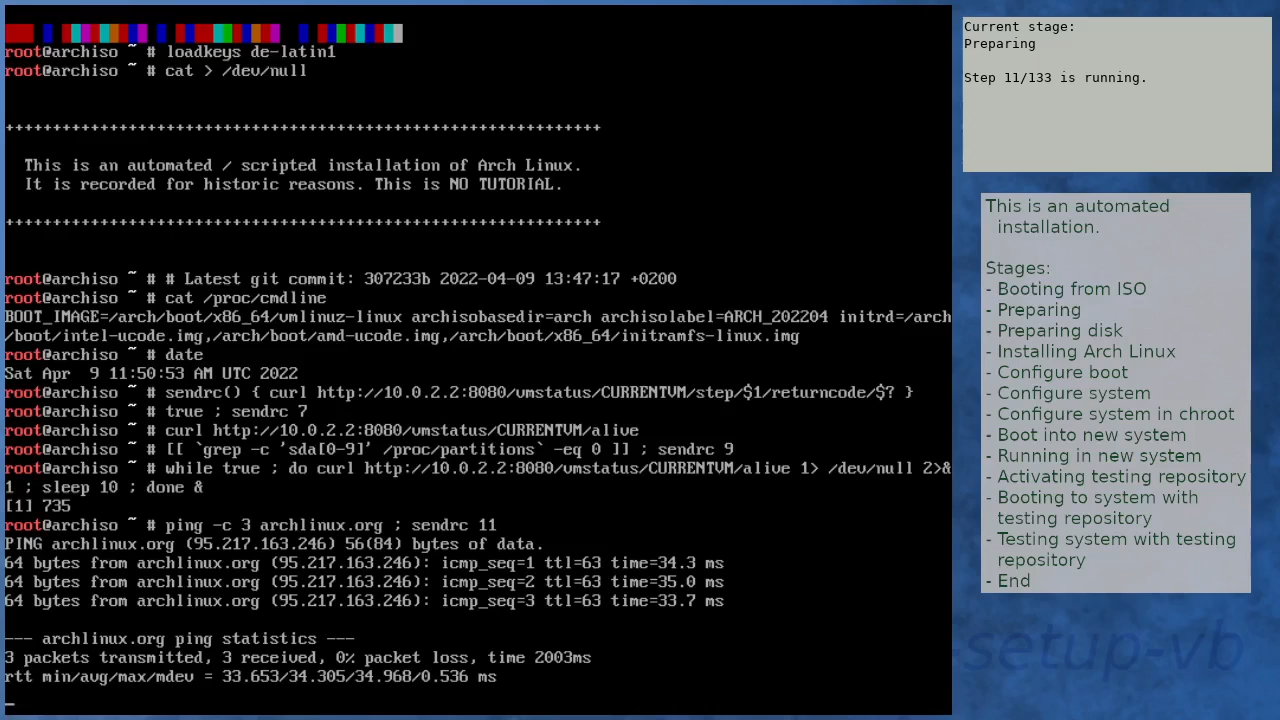 root@archiso ~ # loadkeys de-latin1
root@archiso ~ # cat > /dev/null
+++++++++++++++++++++++++++++++++++++++++++++++++++++++++++++++
This is an automated / scripted installation of Arch Linux.
It is recorded for historic reasons. This is NO TUTORIAL.
+++++++++++++++++++++++++++++++++++++++++++++++++++++++++++++++
root@archiso ~ # # Latest git commit: 307233b 2022-04-09 13:47:17 +0200
root@archiso ~ # cat /proc/cmdline
BOOT_IMAGE=/arch/boot/x86_64/vmlinuz-linux archisobasedir=arch archisolabel=ARCH_202204 initrd=/arch
/boot/intel-ucode.img,/arch/boot/amd-ucode.img,/arch/boot/x86_64/initramfs-linux.img
root@archiso ~ # date
Sat Apr  9 11:50:53 AM UTC 2022
root@archiso ~ # sendrc() { curl http://10.0.2.2:8080/vmstatus/CURRENTVM/step/$1/returncode/$? }
root@archiso ~ # true ; sendrc 7
root@archiso ~ # curl http://10.0.2.2:8080/vmstatus/CURRENTVM/alive
root@archiso ~ # [[ `grep -c 'sda[0-9]' /proc/partitions` -eq 0 ]] ; sendrc 9
root@archiso ~ # while true ; do curl http://10.0.2.2:8080/vmstatus/CURRENTVM/alive 1> /dev/null 2>&
1 ; sleep 10 ; done &
[1] 735
root@archiso ~ # ping -c 3 archlinux.org ; sendrc 11
PING archlinux.org (95.217.163.246) 56(84) bytes of data.
64 bytes from archlinux.org (95.217.163.246): icmp_seq=1 ttl=63 time=34.3 ms
64 bytes from archlinux.org (95.217.163.246): icmp_seq=2 ttl=63 time=35.0 ms
64 bytes from archlinux.org (95.217.163.246): icmp_seq=3 ttl=63 time=33.7 ms
--- archlinux.org ping statistics ---
3 packets transmitted, 3 received, 0% packet loss, time 2003ms
rtt min/avg/max/mdev = 33.653/34.305/34.968/0.536 ms
_
Current stage:
Preparing
Step 11/133 is running.
This is an automated
installation.
Stages:
- Booting from ISO
- Preparing
- Preparing disk
- Installing Arch Linux
- Configure boot
- Configure system
- Configure system in chroot
- Boot into new system
- Running in new system
- Activating testing repository
- Booting to system with
testing repository
- Testing system with testing
repository
- End
-setup-vb